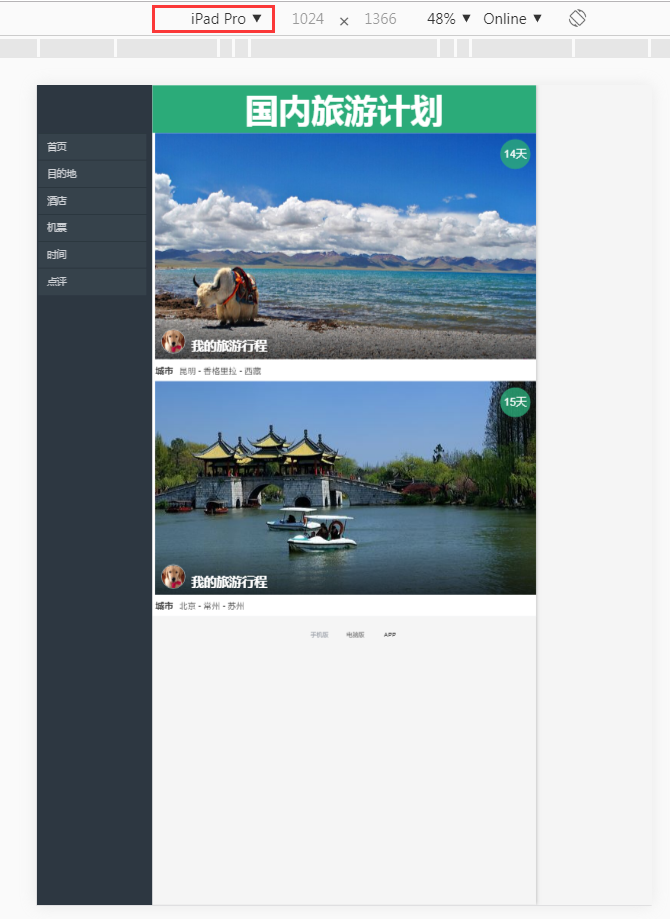 iPad Pro ▼ 1024 × 1366 48% ▼ Online ▼
国内旅游计划
首页
目的地
酒店
机票
时间
点评
14天
我的旅游行程
城市 昆明 - 香格里拉 - 西藏
15天
我的旅游行程
城市 北京 - 常州 - 苏州
手机版 电脑版 APP